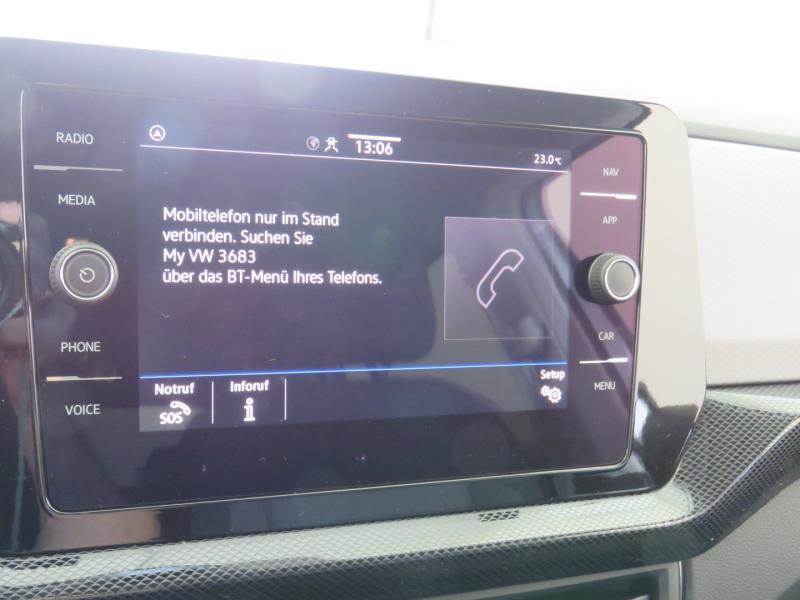 RADIO
MEDIA
PHONE
VOICE
13:06
23.0°C
Mobiltelefon nur im Stand
verbinden. Suchen Sie
My VW 3683
über das BT-Menü Ihres Telefons.
Notruf
SOS
Inforuf
Setup
NAV
APP
CAR
MENU